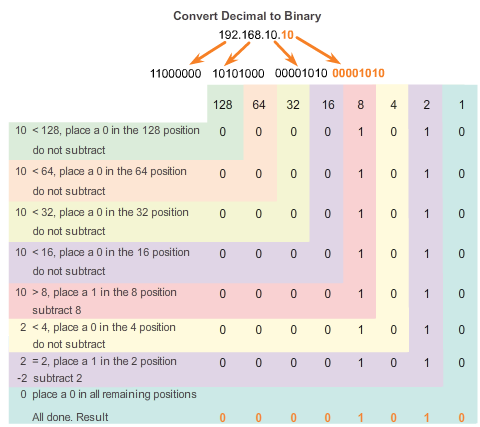 Convert Decimal to Binary
192.168.10.10
11000000 10101000 00001010 00001010
128 64 32 16 8 4 2 1
10 < 128, place a 0 in the 128 position 0 0 0 0 1 0 1 0
do not subtract
10 < 64, place a 0 in the 64 position 0 0 0 0 1 0 1 0
do not subtract
10 < 32, place a 0 in the 32 position 0 0 0 0 1 0 1 0
do not subtract
10 < 16, place a 0 in the 16 position 0 0 0 0 1 0 1 0
do not subtract
10 > 8, place a 1 in the 8 position 0 0 0 0 1 0 1 0
subtract 8
2 < 4, place a 0 in the 4 position 0 0 0 0 1 0 1 0
do not subtract
2 = 2, place a 1 in the 2 position 0 0 0 0 1 0 1 0
-2 subtract 2
0 place a 0 in all remaining positions
All done. Result 0 0 0 0 1 0 1 0